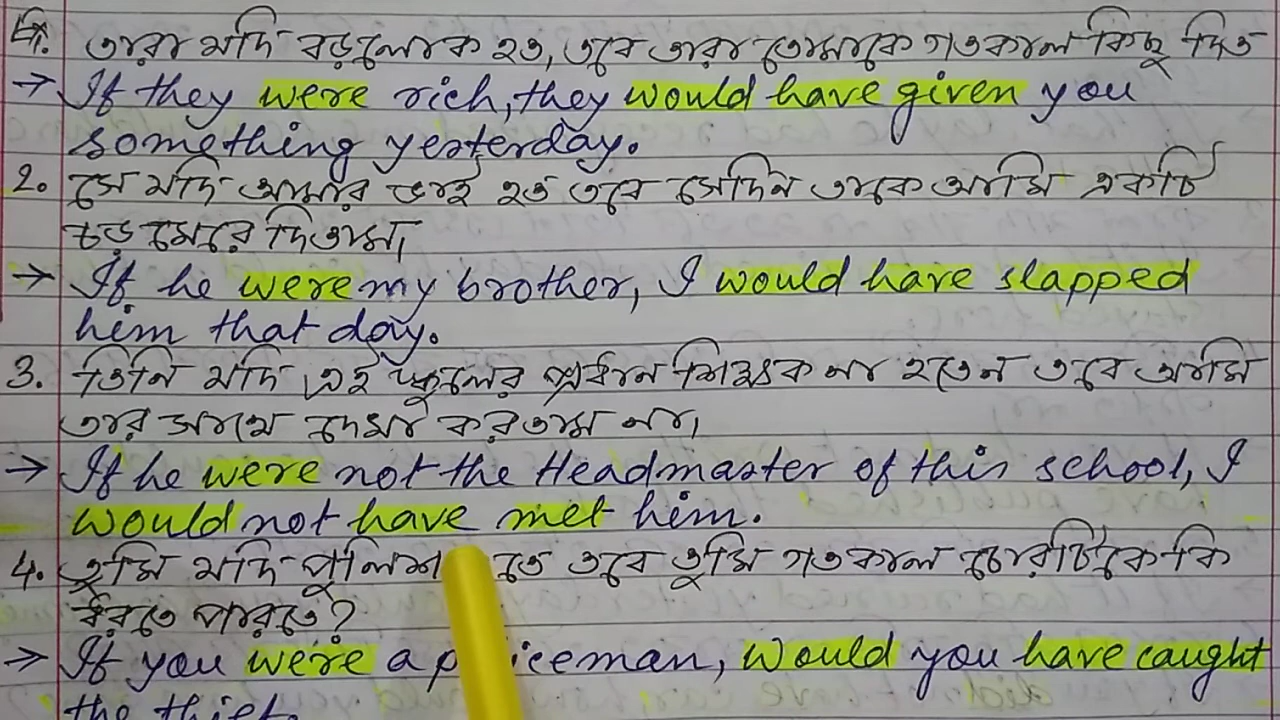 তারা যদি বড়লোক হত, তবে তারা তোমাকে গতকাল কিছু দিত
→ If they were rich, they would have given you
something yesterday.
2. সে যদি আমার ভাই হত তবে সেদিন তাকে আমি একটি
চড় মেরে দিতাম।
→ If he were my brother, I would have slapped
him that day.
3. তিনি যদি এই স্কুলের প্রধান শিক্ষক না হতেন তবে আমি
তার সাথে দেখা করতাম না।
→ If he were not the Headmaster of this school, I
would not have met him.
4. তুমি যদি পুলিশ তে তবে তুমি গতকাল চোরটিকে কি
ধরতে পারতে?
→ If you were a p iceman, would you have caught
the thief.